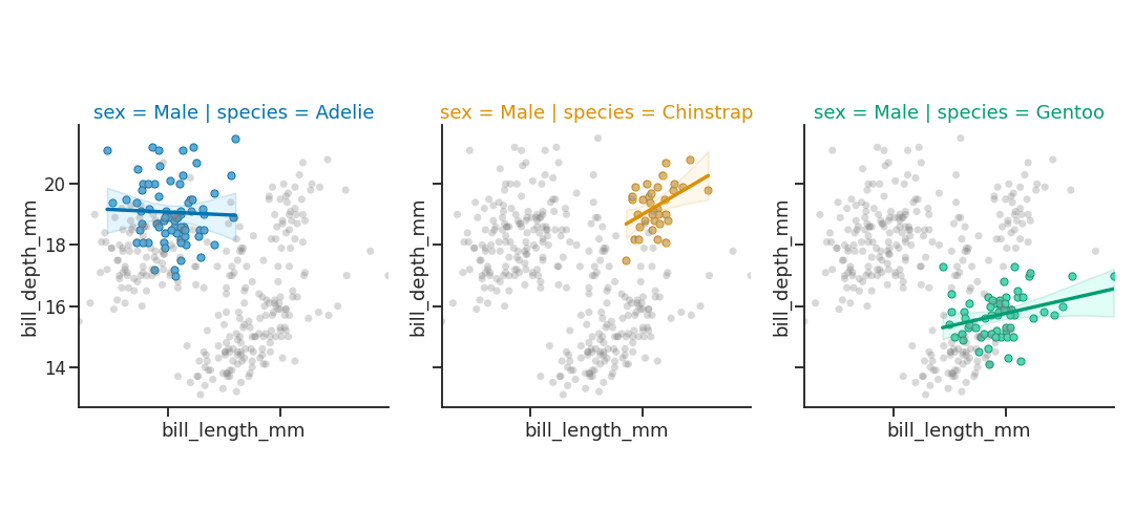 sex = Male | species = Adelie
sex = Male | species = Chinstrap
sex = Male | species = Gentoo
bill_depth_mm
20
18
16
14
bill_length_mm
bill_depth_mm
bill_length_mm
bill_depth_mm
bill_length_mm